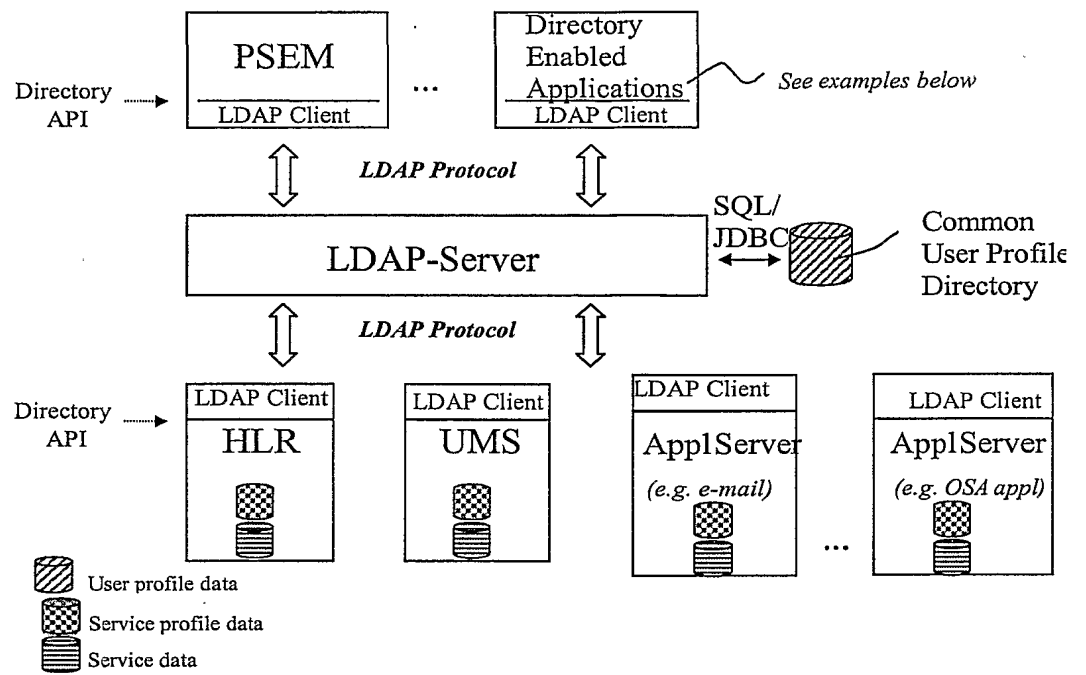 PSEM
LDAP Client
...
Directory
Enabled
Applications
LDAP Client
See examples below
Directory
API
LDAP Protocol
LDAP-Server
SQL/
JDBC
Common
User Profile
Directory
LDAP Protocol
Directory
API
LDAP Client
HLR
LDAP Client
UMS
LDAP Client
ApplServer
(e.g. e-mail)
...
LDAP Client
ApplServer
(e.g. OSA appl)
User profile data
Service profile data
Service data